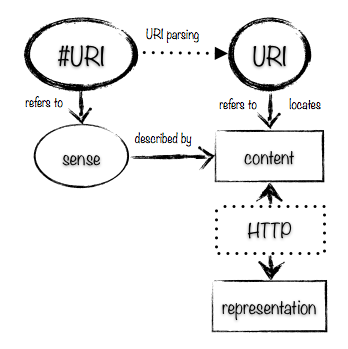 #URI
URI parsing
URI
refers to
refers to
locates
sense
described by
content
HTTP
representation